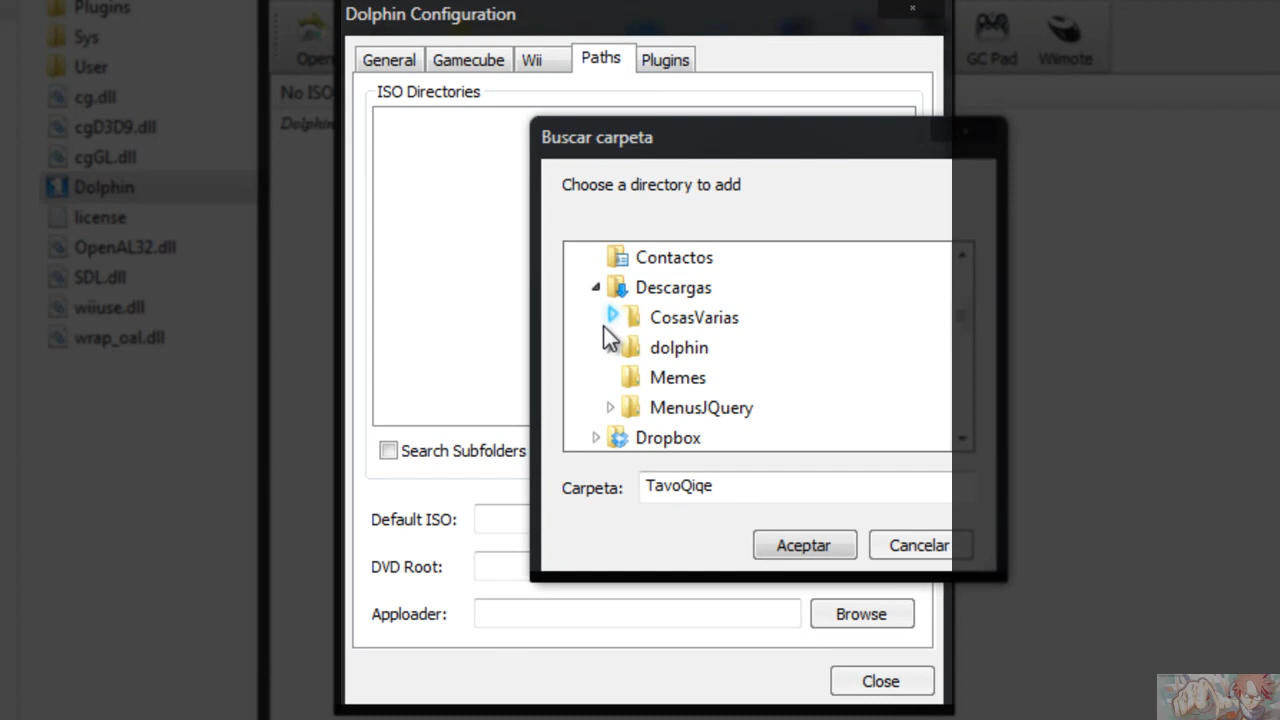 Plugins
Sys
User
cg.dll
cgD3D9.dll
cgGL.dll
Dolphin
license
OpenAL32.dll
SDL.dll
wiiuse.dll
wrap_oal.dll
Open
No ISO
Dolphin
GC Pad
Wiimote
Dolphin Configuration
General
Gamecube
Wii
Paths
Plugins
ISO Directories
Buscar carpeta
Choose a directory to add
Contactos
Descargas
CosasVarias
dolphin
Memes
MenusJQuery
Dropbox
Carpeta: TavoQiqe
Aceptar
Cancelar
Search Subfolders
Default ISO:
DVD Root:
Apploader:
Browse
Close